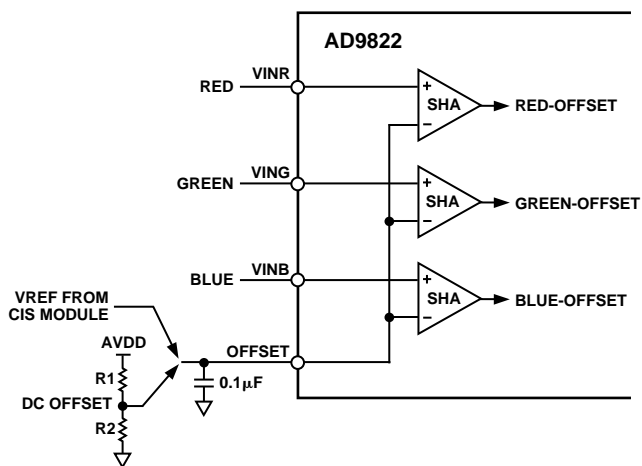 AD9822
RED
VINR
+
SHA
−
RED-OFFSET
GREEN
VING
+
SHA
−
GREEN-OFFSET
BLUE
VINB
+
SHA
−
BLUE-OFFSET
VREF FROM
CIS MODULE
AVDD
R1
DC OFFSET
R2
OFFSET
0.1μF